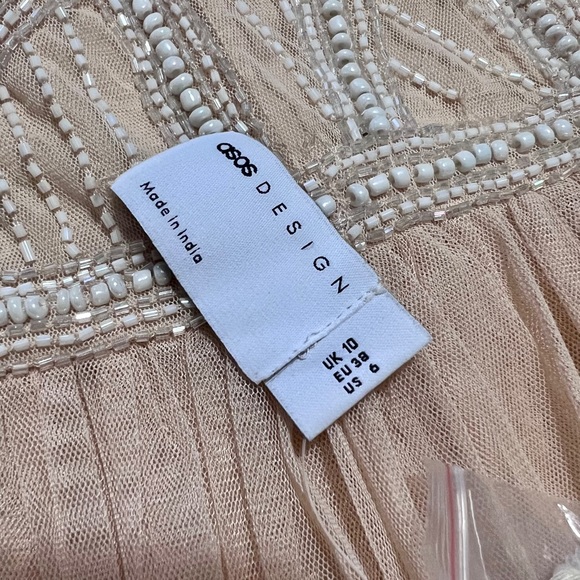 asos DESIGN
Made in India
UK 10
EU 38
US 6